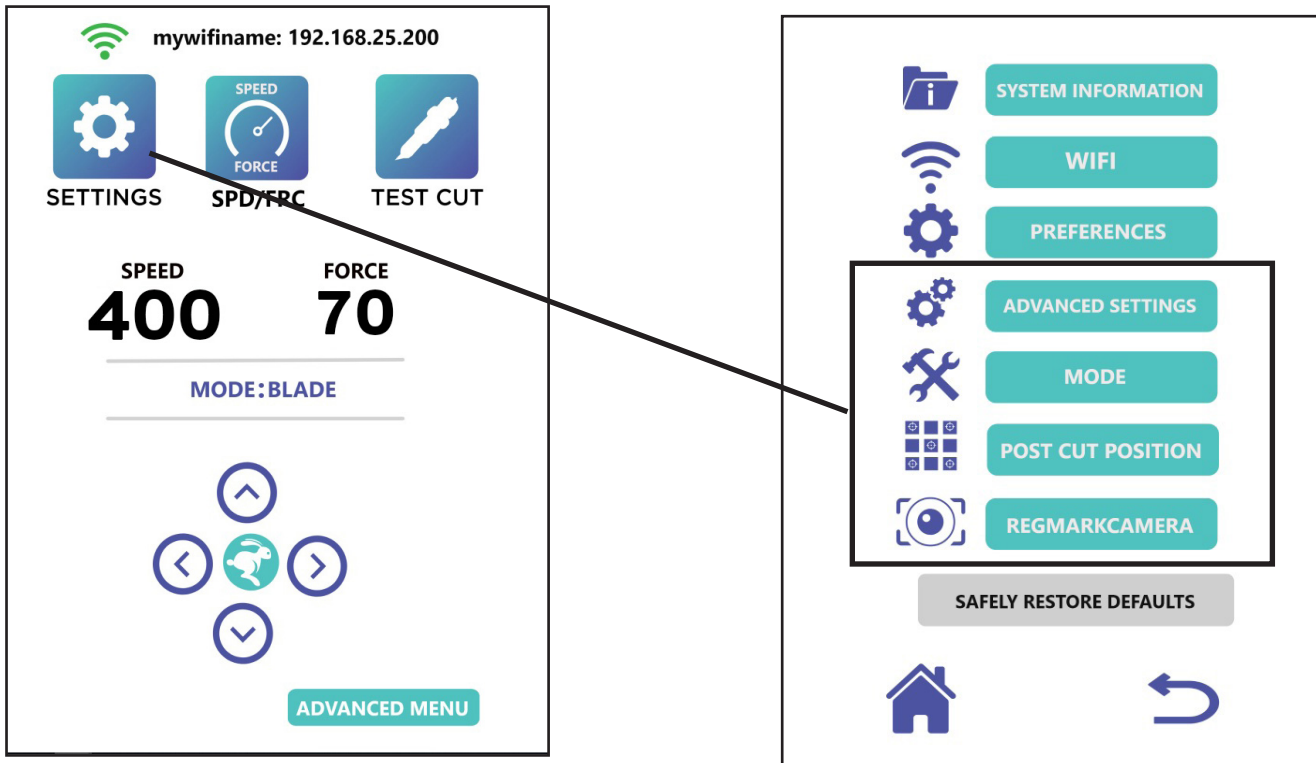 mywifiname: 192.168.25.200
SPEED
FORCE
SETTINGS
SPD/FRC
TEST CUT
SPEED
FORCE
400
70
MODE:BLADE
ADVANCED MENU
i
SYSTEM INFORMATION
WIFI
PREFERENCES
ADVANCED SETTINGS
MODE
POST CUT POSITION
REGMARKCAMERA
SAFELY RESTORE DEFAULTS